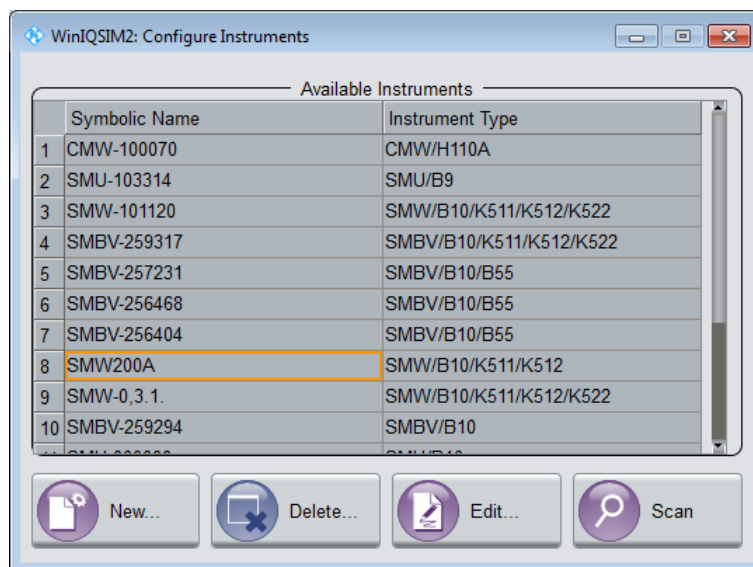 WinIQSIM2: Configure Instruments
Available Instruments
Symbolic Name Instrument Type
1 CMW-100070 CMW/H110A
2 SMU-103314 SMU/B9
3 SMW-101120 SMW/B10/K511/K512/K522
4 SMBV-259317 SMBV/B10/K511/K512/K522
5 SMBV-257231 SMBV/B10/B55
6 SMBV-256468 SMBV/B10/B55
7 SMBV-256404 SMBV/B10/B55
8 SMW200A SMW/B10/K511/K512
9 SMW-0,3.1. SMW/B10/K511/K512/K522
10 SMBV-259294 SMBV/B10
New... Delete... Edit... Scan